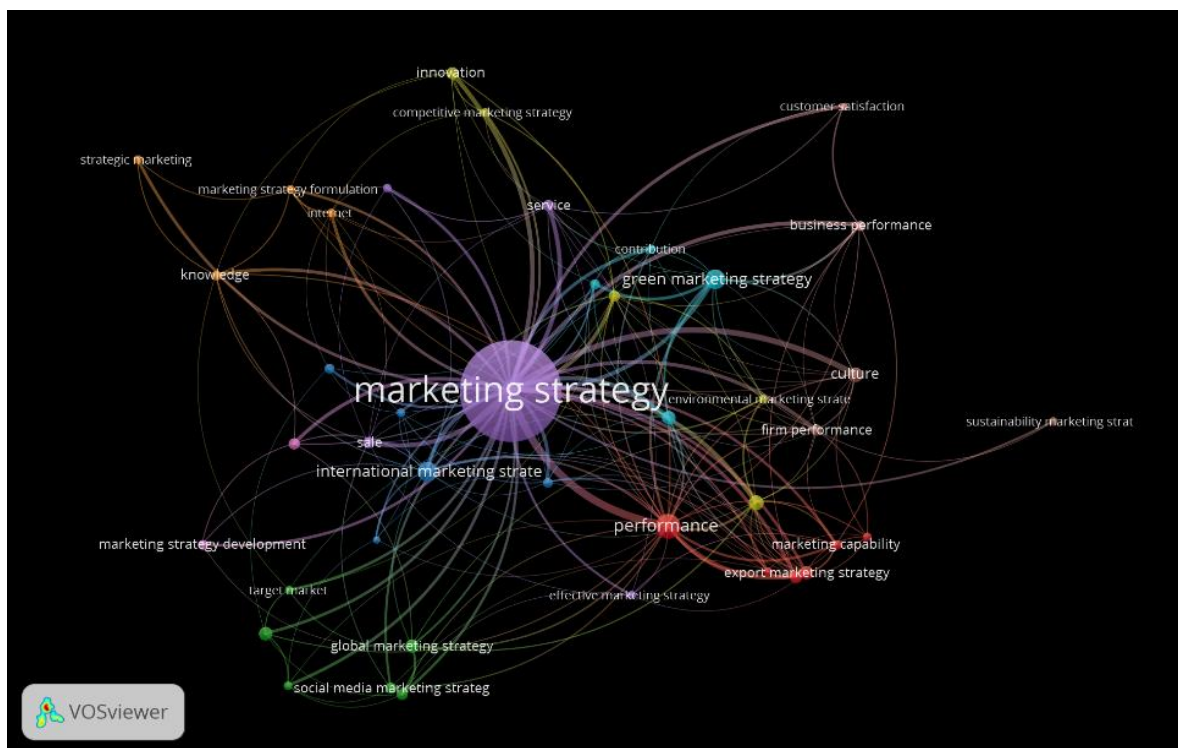 innovation
competitive marketing strategy
customer satisfaction
strategic marketing
marketing strategy formulation
internet
service
business performance
contribution
knowledge
green marketing strategy
culture
marketing strategy
environmental marketing strate
sustainability marketing strat
firm performance
sale
international marketing strate
performance
marketing strategy development
marketing capability
export marketing strategy
target market
effective marketing strategy
global marketing strategy
social media marketing strateg
VOSviewer